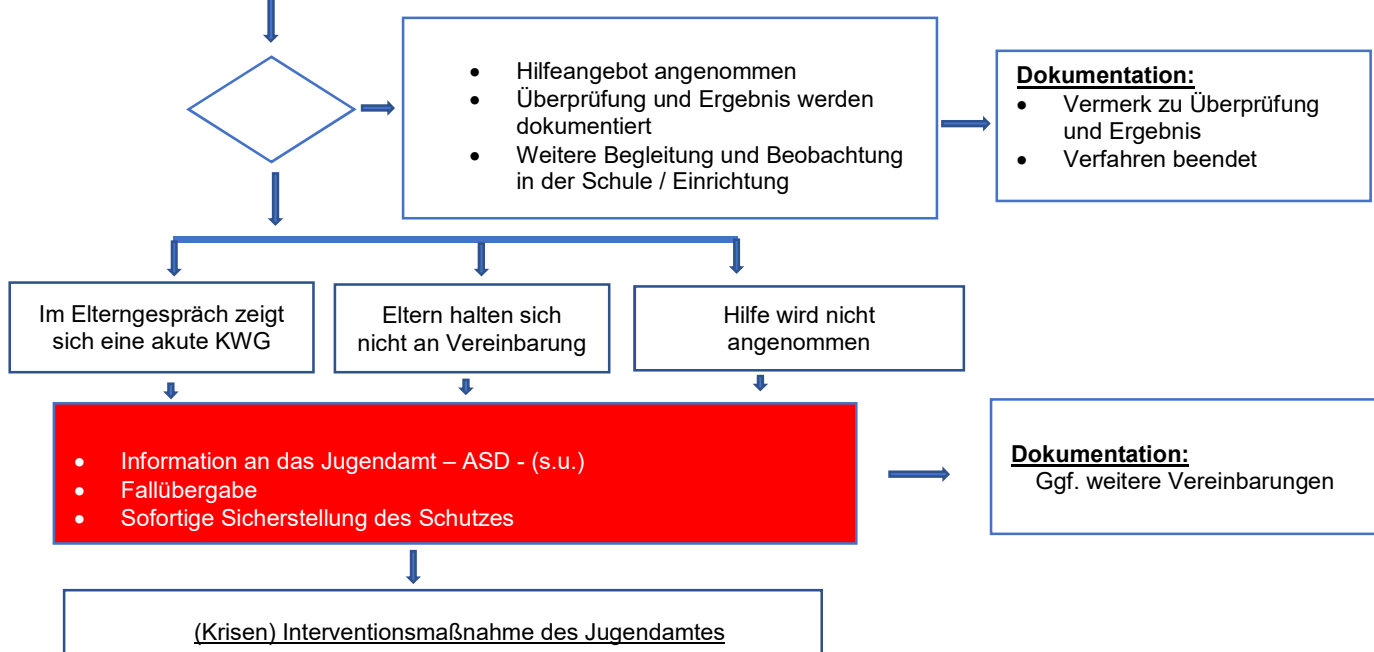 • Hilfeangebot angenommen
• Überprüfung und Ergebnis werden
dokumentiert
• Weitere Begleitung und Beobachtung
in der Schule / Einrichtung
Dokumentation:
• Vermerk zu Überprüfung
und Ergebnis
• Verfahren beendet
Im Elterngespräch zeigt
sich eine akute KWG
Eltern halten sich
nicht an Vereinbarung
Hilfe wird nicht
angenommen
• Information an das Jugendamt – ASD - (s.u.)
• Fallübergabe
• Sofortige Sicherstellung des Schutzes
Dokumentation:
Ggf. weitere Vereinbarungen
(Krisen) Interventionsmaßnahme des Jugendamtes